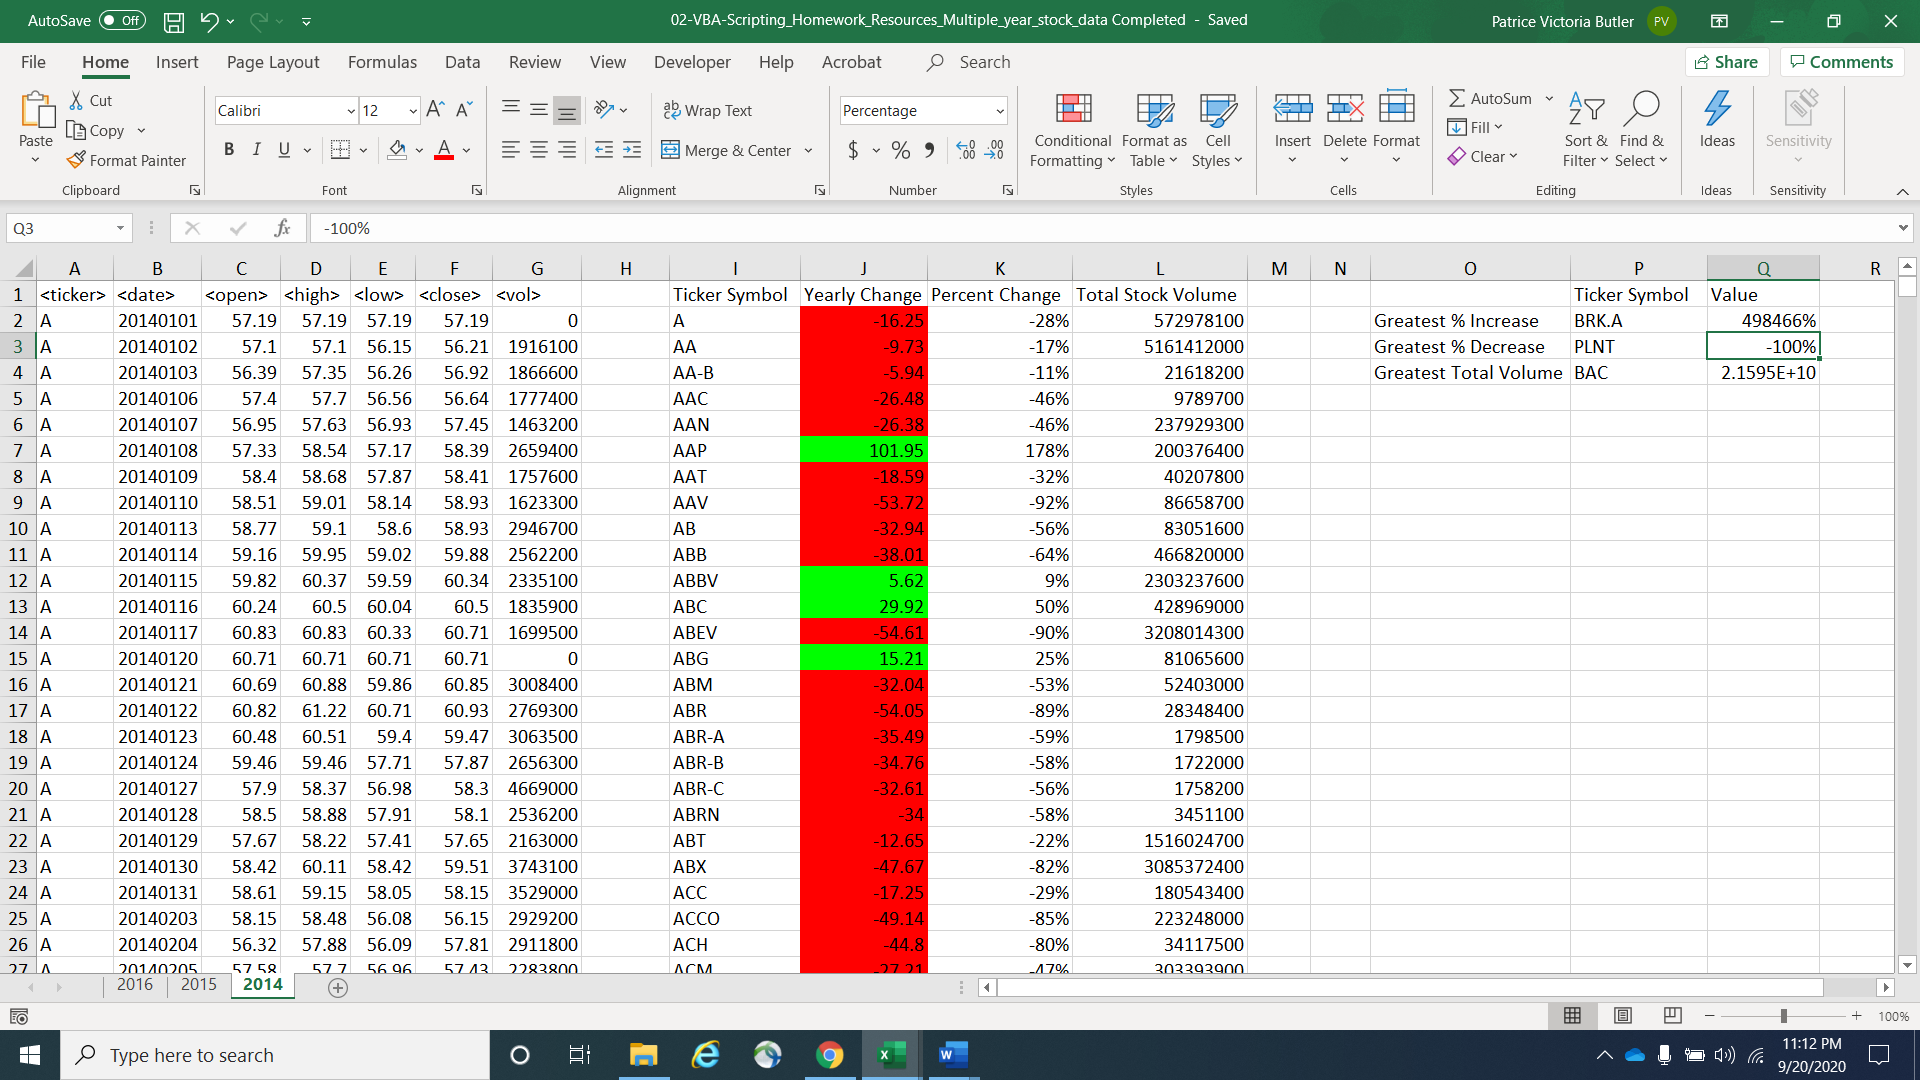 AutoSave Off 02-VBA-Scripting_Homework_Resources_Multiple_year_stock_data Completed - Saved Patrice Victoria Butler PV
File Home Insert Page Layout Formulas Data Review View Developer Help Acrobat Search Share Comments
Paste Cut Copy Format Painter Clipboard
Calibri 12 B I U A Font
ab Wrap Text Merge & Center Alignment
Percentage $ % Number
Conditional Formatting Format as Table Cell Styles Styles
Insert Delete Format Cells
AutoSum Fill Clear Sort & Filter Find & Select Editing
Ideas Ideas
Sensitivity Sensitivity
Q3 fx -100%
A B C D E F G H I J K L M N O P Q R
1 <ticker> <date> <open> <high> <low> <close> <vol> Ticker Symbol Yearly Change Percent Change Total Stock Volume Ticker Symbol Value
2 A 20140101 57.19 57.19 57.19 57.19 0 A -16.25 -28% 572978100 Greatest % Increase BRK.A 498466%
3 A 20140102 57.1 57.1 56.15 56.21 1916100 AA -9.73 -17% 5161412000 Greatest % Decrease PLNT -100%
4 A 20140103 56.39 57.35 56.26 56.92 1866600 AA-B -5.94 -11% 21618200 Greatest Total Volume BAC 2.1595E+10
5 A 20140106 57.4 57.7 56.56 56.64 1777400 AAC -26.48 -46% 9789700
6 A 20140107 56.95 57.63 56.93 57.45 1463200 AAN -26.38 -46% 237929300
7 A 20140108 57.33 58.54 57.17 58.39 2659400 AAP 101.95 178% 200376400
8 A 20140109 58.4 58.68 57.87 58.41 1757600 AAT -18.59 -32% 40207800
9 A 20140110 58.51 59.01 58.14 58.93 1623300 AAV -53.72 -92% 86658700
10 A 20140113 58.77 59.1 58.6 58.93 2946700 AB -32.94 -56% 83051600
11 A 20140114 59.16 59.95 59.02 59.88 2562200 ABB -38.01 -64% 466820000
12 A 20140115 59.82 60.37 59.59 60.34 2335100 ABBV 5.62 9% 2303237600
13 A 20140116 60.24 60.5 60.04 60.5 1835900 ABC 29.92 50% 428969000
14 A 20140117 60.83 60.83 60.33 60.71 1699500 ABEV -54.61 -90% 3208014300
15 A 20140120 60.71 60.71 60.71 60.71 0 ABG 15.21 25% 81065600
16 A 20140121 60.69 60.88 59.86 60.85 3008400 ABM -32.04 -53% 52403000
17 A 20140122 60.82 61.22 60.71 60.93 2769300 ABR -54.05 -89% 28348400
18 A 20140123 60.48 60.51 59.4 59.47 3063500 ABR-A -35.49 -59% 1798500
19 A 20140124 59.46 59.46 57.71 57.87 2656300 ABR-B -34.76 -58% 1722000
20 A 20140127 57.9 58.37 56.98 58.3 4669000 ABR-C -32.61 -56% 1758200
21 A 20140128 58.5 58.88 57.91 58.1 2536200 ABRN -34 -58% 3451100
22 A 20140129 57.67 58.22 57.41 57.65 2163000 ABT -12.65 -22% 1516024700
23 A 20140130 58.42 60.11 58.42 59.51 3743100 ABX -47.67 -82% 3085372400
24 A 20140131 58.61 59.15 58.05 58.15 3529000 ACC -17.25 -29% 180543400
25 A 20140203 58.15 58.48 56.08 56.15 2929200 ACCO -49.14 -85% 223248000
26 A 20140204 56.32 57.88 56.09 57.81 2911800 ACH -44.8 -80% 34117500
27 A 20140205 57.58 57.7 56.96 57.43 2283800 ACM -27.21 -47% 303393900
2016 2015 2014
100%
Type here to search
11:12 PM
9/20/2020